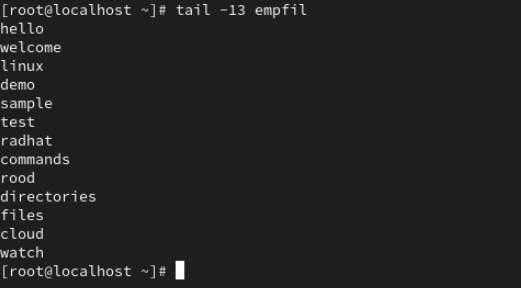 [root@localhost ~]# tail -13 empfil
hello
welcome
linux
demo
sample
test
radhat
commands
rood
directories
files
cloud
watch
[root@localhost ~]#